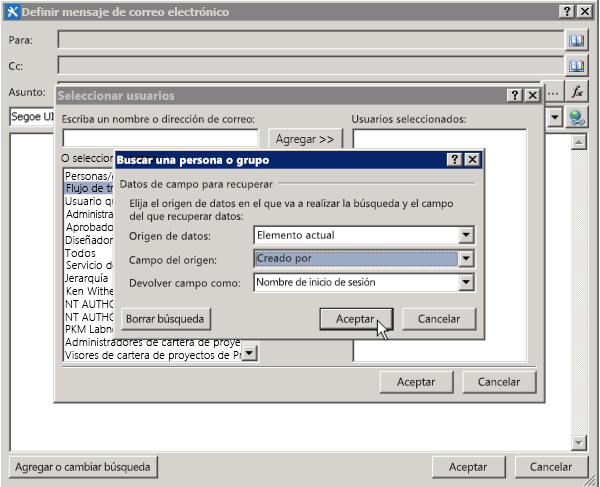 Definir mensaje de correo electrónico
Para:
Cc:
Asunto:
Segoe UI
Seleccionar usuarios
Escriba un nombre o dirección de correo:
Usuarios seleccionados:
Agregar >>
O seleccion
Personas/
Flujo de tr
Usuario qu
Administra
Aprobado
Diseñador
Todos
Servicio d
Jerarquía
Ken Withe
NT AUTHO
NT AUTHO
PKM Labn
Administradores de cartera de proye
Visores de cartera de proyectos de Pr
Buscar una persona o grupo
Datos de campo para recuperar
Elija el origen de datos en el que va a realizar la búsqueda y el campo
del que recuperar datos:
Origen de datos: Elemento actual
Campo del origen: Creado por
Devolver campo como: Nombre de inicio de sesión
Borrar búsqueda Aceptar Cancelar
Aceptar Cancelar
Agregar o cambiar búsqueda Aceptar Cancelar